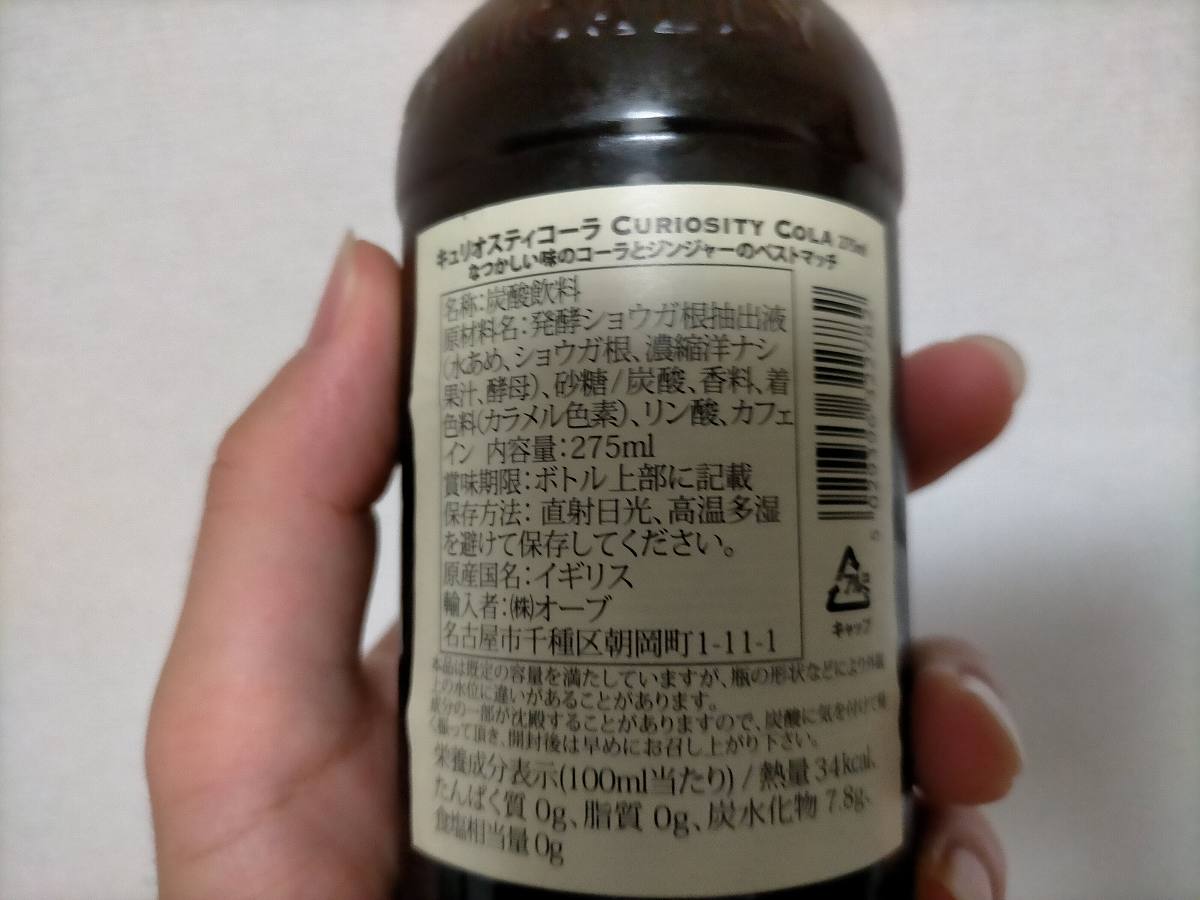 キュリオスティコーラ CURIOSITY COLA 275ml
なつかしい味のコーラとジンジャーのベストマッチ
名称:炭酸飲料
原材料名:発酵ショウガ根抽出液
(水あめ、ショウガ根、濃縮洋ナシ
果汁、酵母)、砂糖/炭酸、香料、着
色料(カラメル色素)、リン酸、カフェ
イン 内容量:275ml
賞味期限:ボトル上部に記載
保存方法:直射日光、高温多湿
を避けて保存してください。
原産国名:イギリス
輸入者:㈱オーブ
名古屋市千種区朝岡町1-11-1
本品は既定の容量を満たしていますが、瓶の形状などにより外観
上の水位に違いがあることがあります。
成分の一部が沈殿することがありますので、炭酸に気を付けて軽
く振って頂き、開封後は早めにお召し上がり下さい。
栄養成分表示(100ml当たり)/熱量34kcal、
たんぱく質 0g、脂質 0g、炭水化物 7.8g、
食塩相当量 0g
アルミ
キャップ